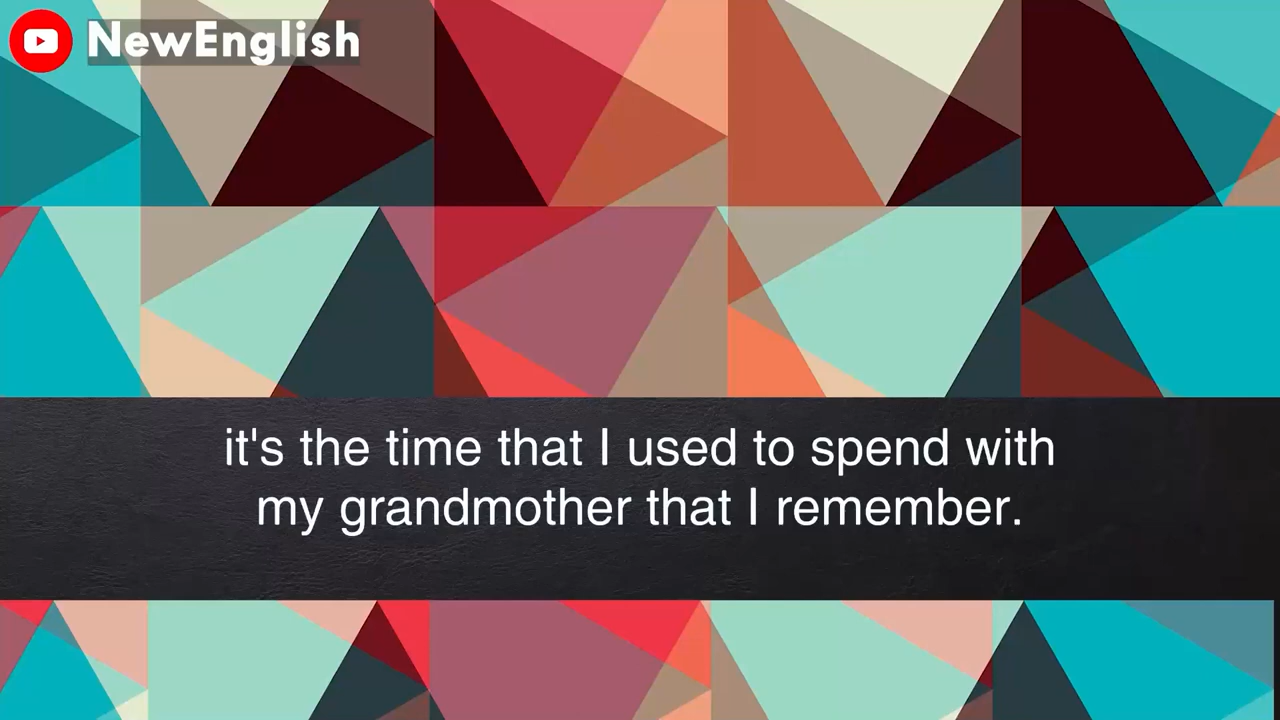 NewEnglish
it's the time that I used to spend with
my grandmother that I remember.